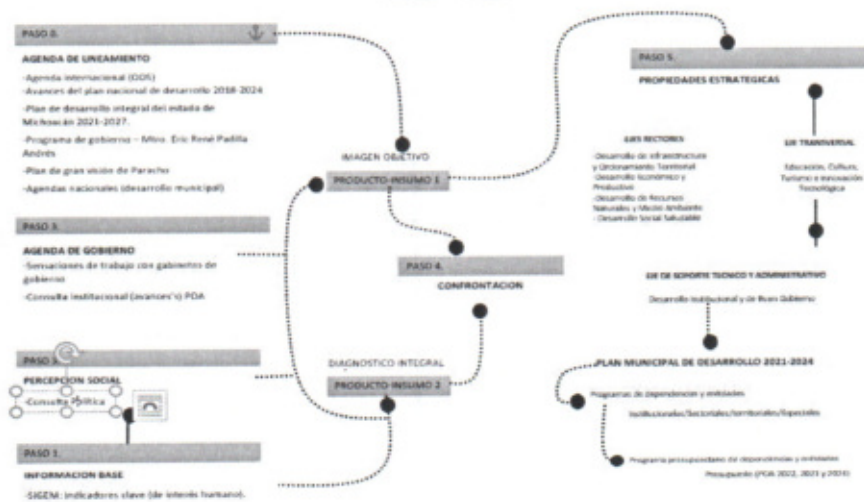 PASO 0.
AGENDA DE LINEAMIENTO
-Agenda internacional (ODS)
-Avances del plan nacional de desarrollo 2018-2024
-Plan de desarrollo integral del estado de
Michoacán 2021-2027.
-Programa de gobierno – Mtro. Eric René Padilla
Andrés
-Plan de gran visión de Paracho
-Agendas nacionales (desarrollo municipal)
PASO 3.
AGENDA DE GOBIERNO
-Sensaciones de trabajo con gabinetes de
gobierno
-Consulta institucional (avances's) POA
PASO
PERCEPCION SOCIAL
-Consulta Política
PASO 1.
INFORMACION BASE
-SIGEM: Indicadores clave (de interés humano).
IMAGEN OBJETIVO
PRODUCTO-INSUMO 1
PASO 4.
CONFRONTACION
DIAGNOSTICO INTEGRAL
PRODUCTO-INSUMO 2
PASO 5.
PROPIEDADES ESTRATEGICAS
EJES RECTORES
-Desarrollo de Infraestructura
y Ordenamiento Territorial
-Desarrollo Económico y
Productivo
-Desarrollo de Recursos
Naturales y Medio Ambiente
- Desarrollo Social Saludable
EJE TRANSVERSAL
Educación, Cultura,
Turismo e Innovación
Tecnológica
EJE DE SOPORTE TECNICO Y ADMINISTRATIVO
Desarrollo Institucional y de Buen Gobierno
PLAN MUNICIPAL DE DESARROLLO 2021-2024
Programas de dependencias y entidades
Institucionales/Sectoriales/territoriales/Especiales
Programa presupuestario de dependencias y entidades
Presupuesto (POA 2022, 2023 y 2024)